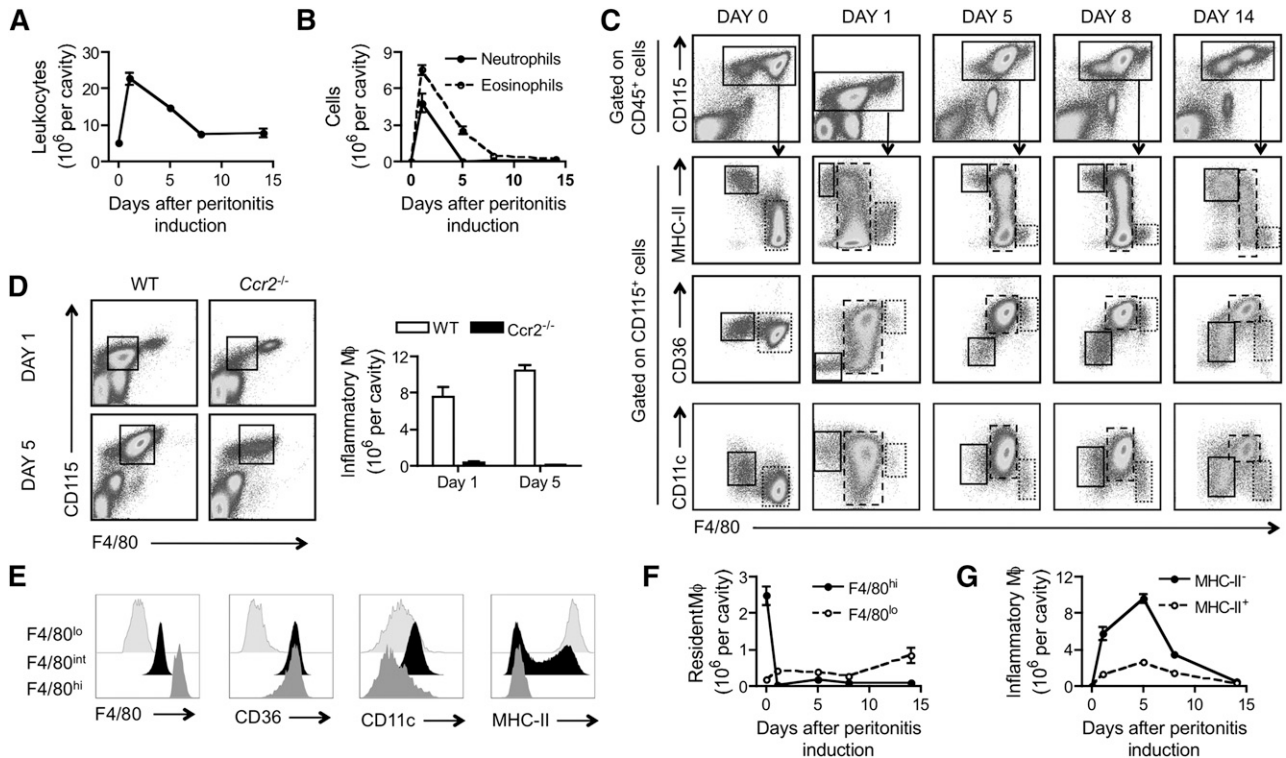 A
Leukocytes
(10⁶ per cavity)
30
20
10
0
0 5 10 15
Days after peritonitis
induction
B
Cells
(10⁶ per cavity)
9
6
3
0
Neutrophils
Eosinophils
0 5 10 15
Days after peritonitis
induction
C
DAY 0 DAY 1 DAY 5 DAY 8 DAY 14
Gated on
CD45⁺ cells
CD115
Gated on CD115⁺ cells
MHC-II
CD36
CD11c
F4/80
D
WT Ccr2⁻/⁻
DAY 1
DAY 5
CD115
F4/80
WT Ccr2⁻/⁻
Inflammatory Mϕ
(10⁶ per cavity)
12
8
4
0
Day 1 Day 5
E
F4/80ˡᵒ
F4/80ⁱⁿᵗ
F4/80ʰⁱ
F4/80 CD36 CD11c MHC-II
F
ResidentMϕ
(10⁶ per cavity)
3
2
1
0
F4/80ʰⁱ
F4/80ˡᵒ
0 5 10 15
Days after peritonitis
induction
G
Inflammatory Mϕ
(10⁶ per cavity)
12
8
4
0
MHC-II⁻
MHC-II⁺
0 5 10 15
Days after peritonitis
induction